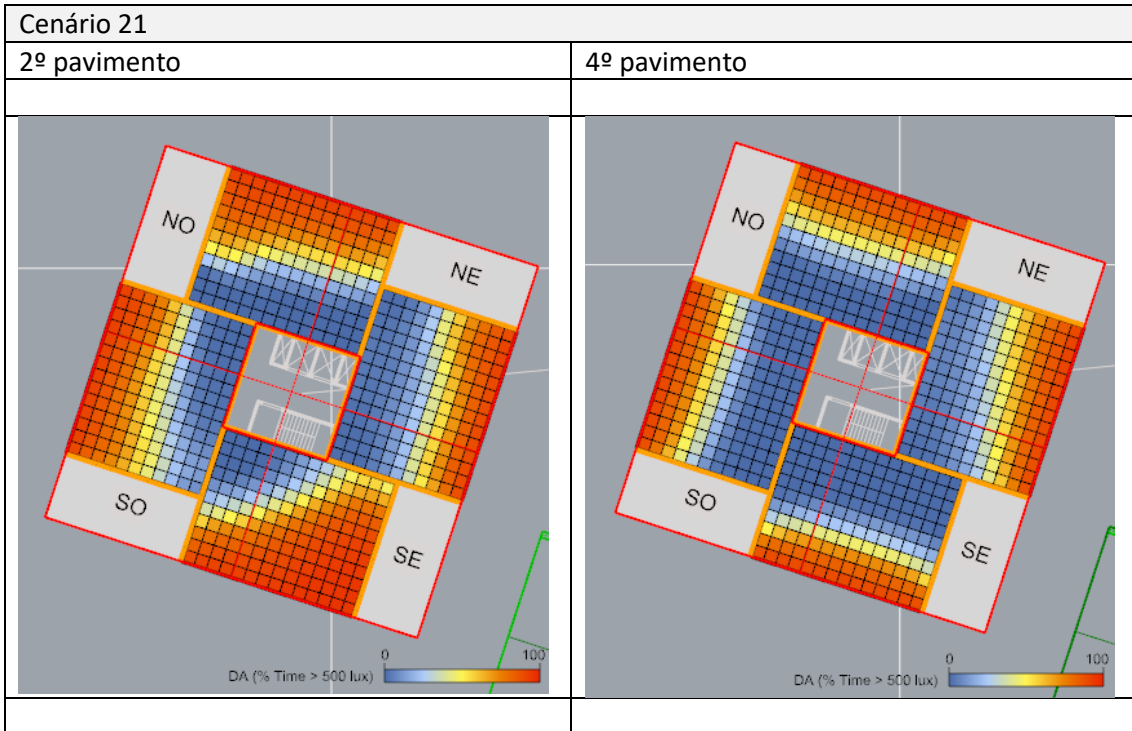 Cenário 21
2º pavimento
4º pavimento
NO
NE
SO
SE
0
100
DA (% Time > 500 lux)
NO
NE
SO
SE
0
100
DA (% Time > 500 lux)